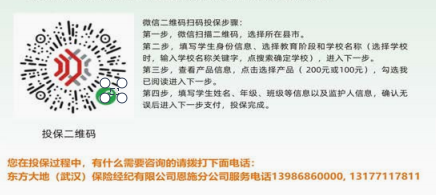 微信二维码扫码投保步骤：
第一步，微信扫描二维码，选择所在县市。
第二步，填写学生身份信息、选择教育阶段和学校名称（选择学校
时，输入学校名称关键字，点搜索确定学校），进入下一步。
第三步，查看产品信息，点击选择产品（ 200元或100元），勾选我
已阅读进入下一步。
第四步，填写学生姓名、年级、班级等信息以及监护人信息，确认无
误后进入下一步支付，投保完成。
投保二维码
您在投保过程中，有什么需要咨询的请拨打下面电话：
东方大地（武汉）保险经纪有限公司恩施分公司服务电话13986860000, 13177117811